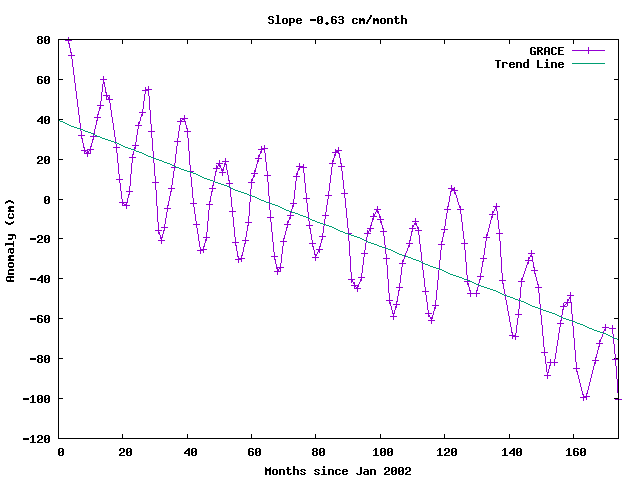 Slope -0.63 cm/month
GRACE
Trend Line
80
60
40
20
0
-20
-40
-60
-80
-100
-120
Anomaly (cm)
0 20 40 60 80 100 120 140 160
Months since Jan 2002